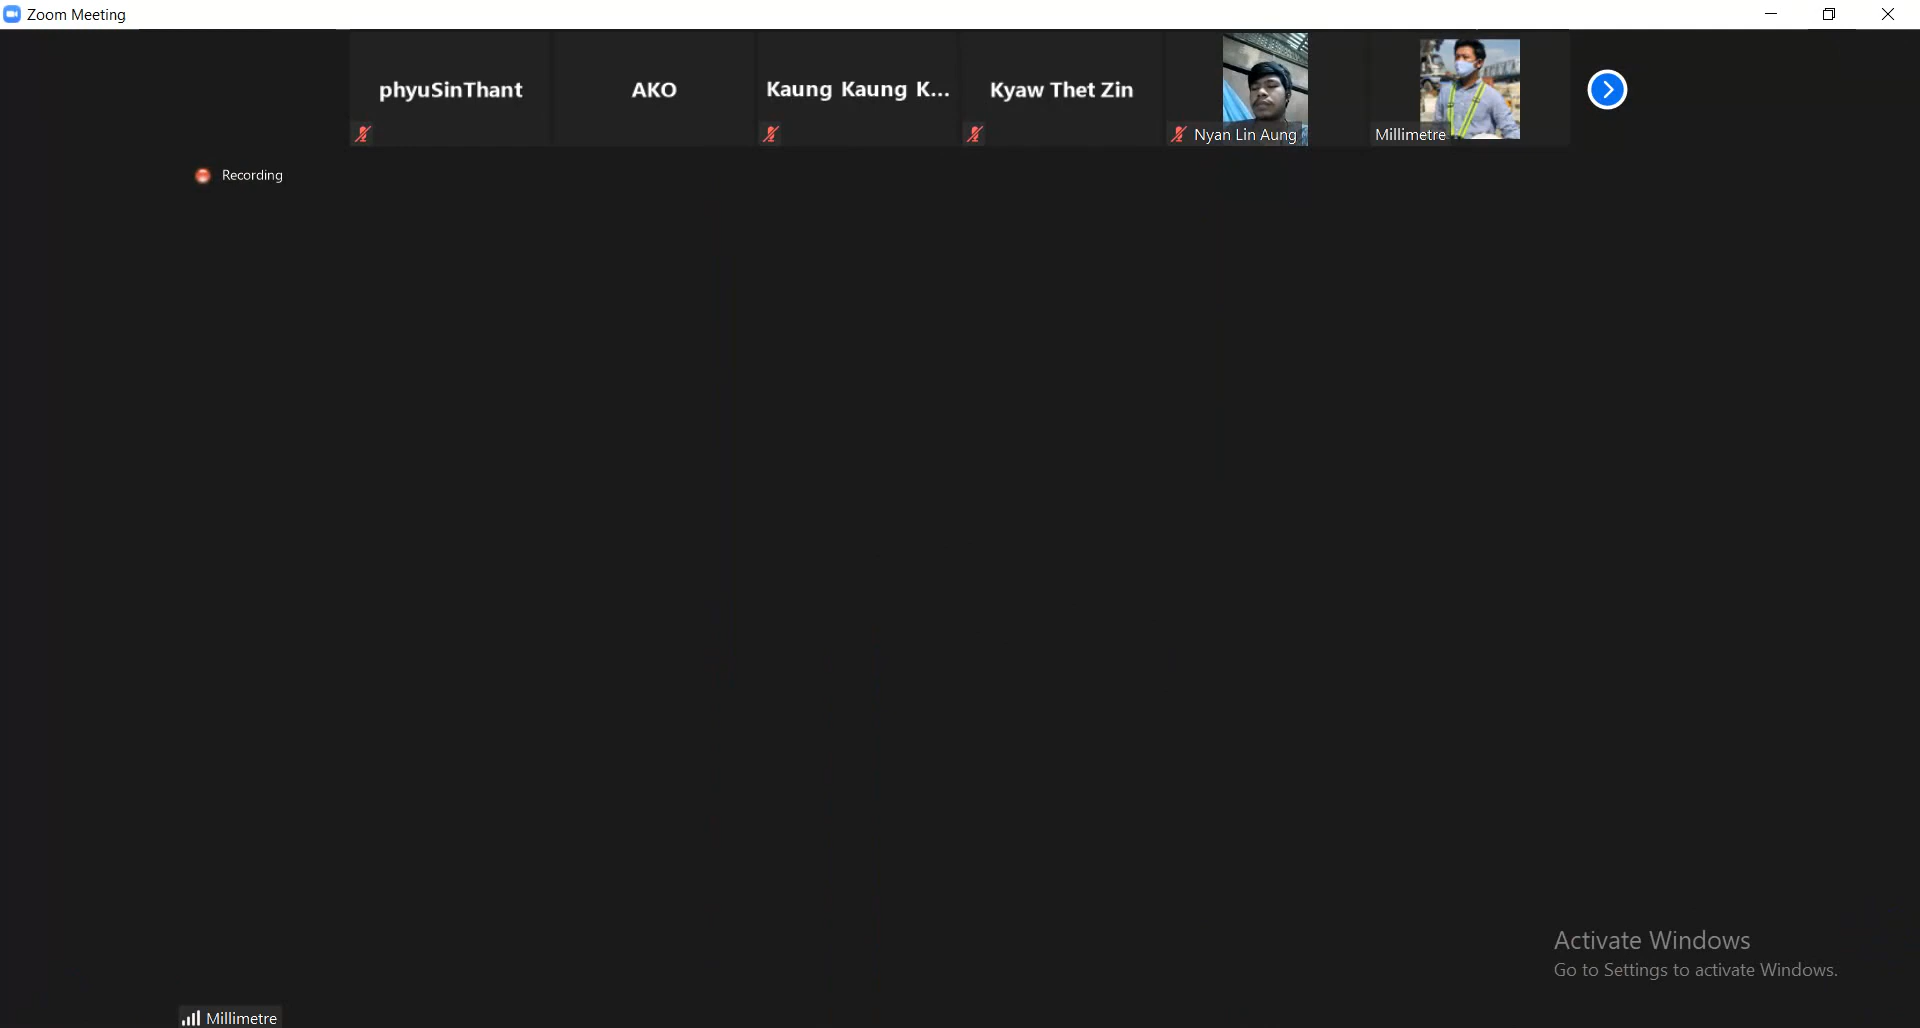 Zoom Meeting
phyuSinThant
AKO
Kaung Kaung K...
Kyaw Thet Zin
Nyan Lin Aung
Millimetre
Recording
Activate Windows
Go to Settings to activate Windows.
Millimetre